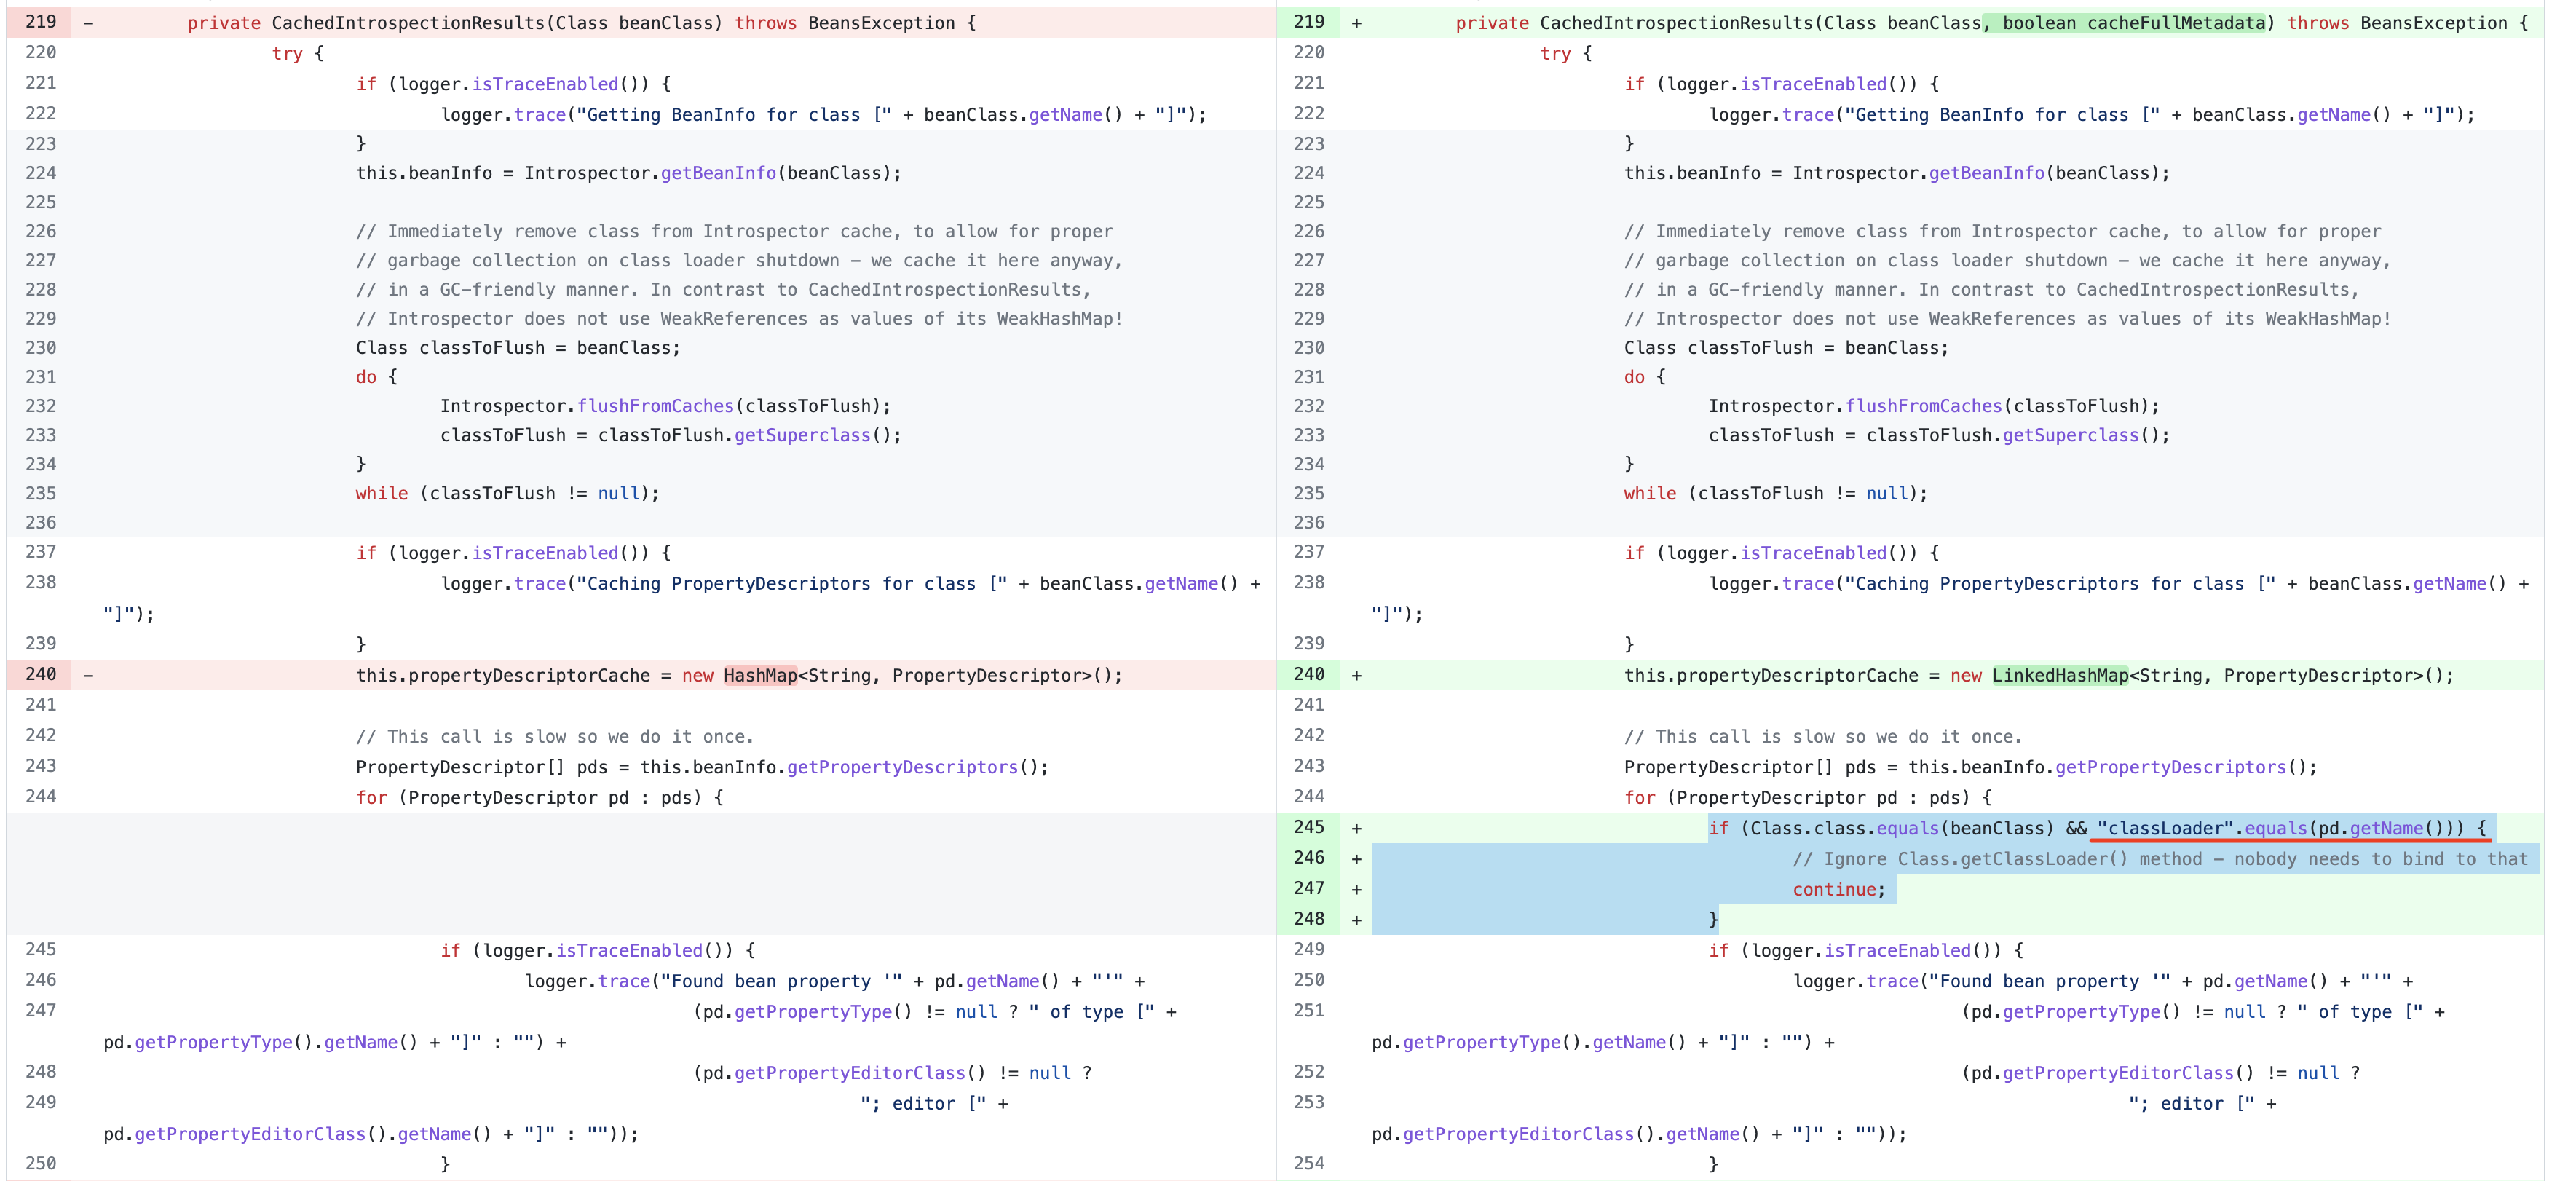 219 - private CachedIntrospectionResults(Class beanClass) throws BeansException {
220 try {
221 if (logger.isTraceEnabled()) {
222 logger.trace("Getting BeanInfo for class [" + beanClass.getName() + "]");
223 }
224 this.beanInfo = Introspector.getBeanInfo(beanClass);
225
226 // Immediately remove class from Introspector cache, to allow for proper
227 // garbage collection on class loader shutdown - we cache it here anyway,
228 // in a GC-friendly manner. In contrast to CachedIntrospectionResults,
229 // Introspector does not use WeakReferences as values of its WeakHashMap!
230 Class classToFlush = beanClass;
231 do {
232 Introspector.flushFromCaches(classToFlush);
233 classToFlush = classToFlush.getSuperclass();
234 }
235 while (classToFlush != null);
236
237 if (logger.isTraceEnabled()) {
238 logger.trace("Caching PropertyDescriptors for class [" + beanClass.getName() +
"]");
239 }
240 - this.propertyDescriptorCache = new HashMap<String, PropertyDescriptor>();
241
242 // This call is slow so we do it once.
243 PropertyDescriptor[] pds = this.beanInfo.getPropertyDescriptors();
244 for (PropertyDescriptor pd : pds) {
245 if (logger.isTraceEnabled()) {
246 logger.trace("Found bean property '" + pd.getName() + "'" +
247 (pd.getPropertyType() != null ? " of type [" +
pd.getPropertyType().getName() + "]" : "") +
248 (pd.getPropertyEditorClass() != null ?
249 "; editor [" +
pd.getPropertyEditorClass().getName() + "]" : ""));
250 }
219 + private CachedIntrospectionResults(Class beanClass, boolean cacheFullMetadata) throws BeansException {
220 try {
221 if (logger.isTraceEnabled()) {
222 logger.trace("Getting BeanInfo for class [" + beanClass.getName() + "]");
223 }
224 this.beanInfo = Introspector.getBeanInfo(beanClass);
225
226 // Immediately remove class from Introspector cache, to allow for proper
227 // garbage collection on class loader shutdown - we cache it here anyway,
228 // in a GC-friendly manner. In contrast to CachedIntrospectionResults,
229 // Introspector does not use WeakReferences as values of its WeakHashMap!
230 Class classToFlush = beanClass;
231 do {
232 Introspector.flushFromCaches(classToFlush);
233 classToFlush = classToFlush.getSuperclass();
234 }
235 while (classToFlush != null);
236
237 if (logger.isTraceEnabled()) {
238 logger.trace("Caching PropertyDescriptors for class [" + beanClass.getName() +
"]");
239 }
240 + this.propertyDescriptorCache = new LinkedHashMap<String, PropertyDescriptor>();
241
242 // This call is slow so we do it once.
243 PropertyDescriptor[] pds = this.beanInfo.getPropertyDescriptors();
244 for (PropertyDescriptor pd : pds) {
245 + if (Class.class.equals(beanClass) && "classLoader".equals(pd.getName())) {
246 + // Ignore Class.getClassLoader() method - nobody needs to bind to that
247 + continue;
248 + }
249 if (logger.isTraceEnabled()) {
250 logger.trace("Found bean property '" + pd.getName() + "'" +
251 (pd.getPropertyType() != null ? " of type [" +
pd.getPropertyType().getName() + "]" : "") +
252 (pd.getPropertyEditorClass() != null ?
253 "; editor [" +
pd.getPropertyEditorClass().getName() + "]" : ""));
254 }